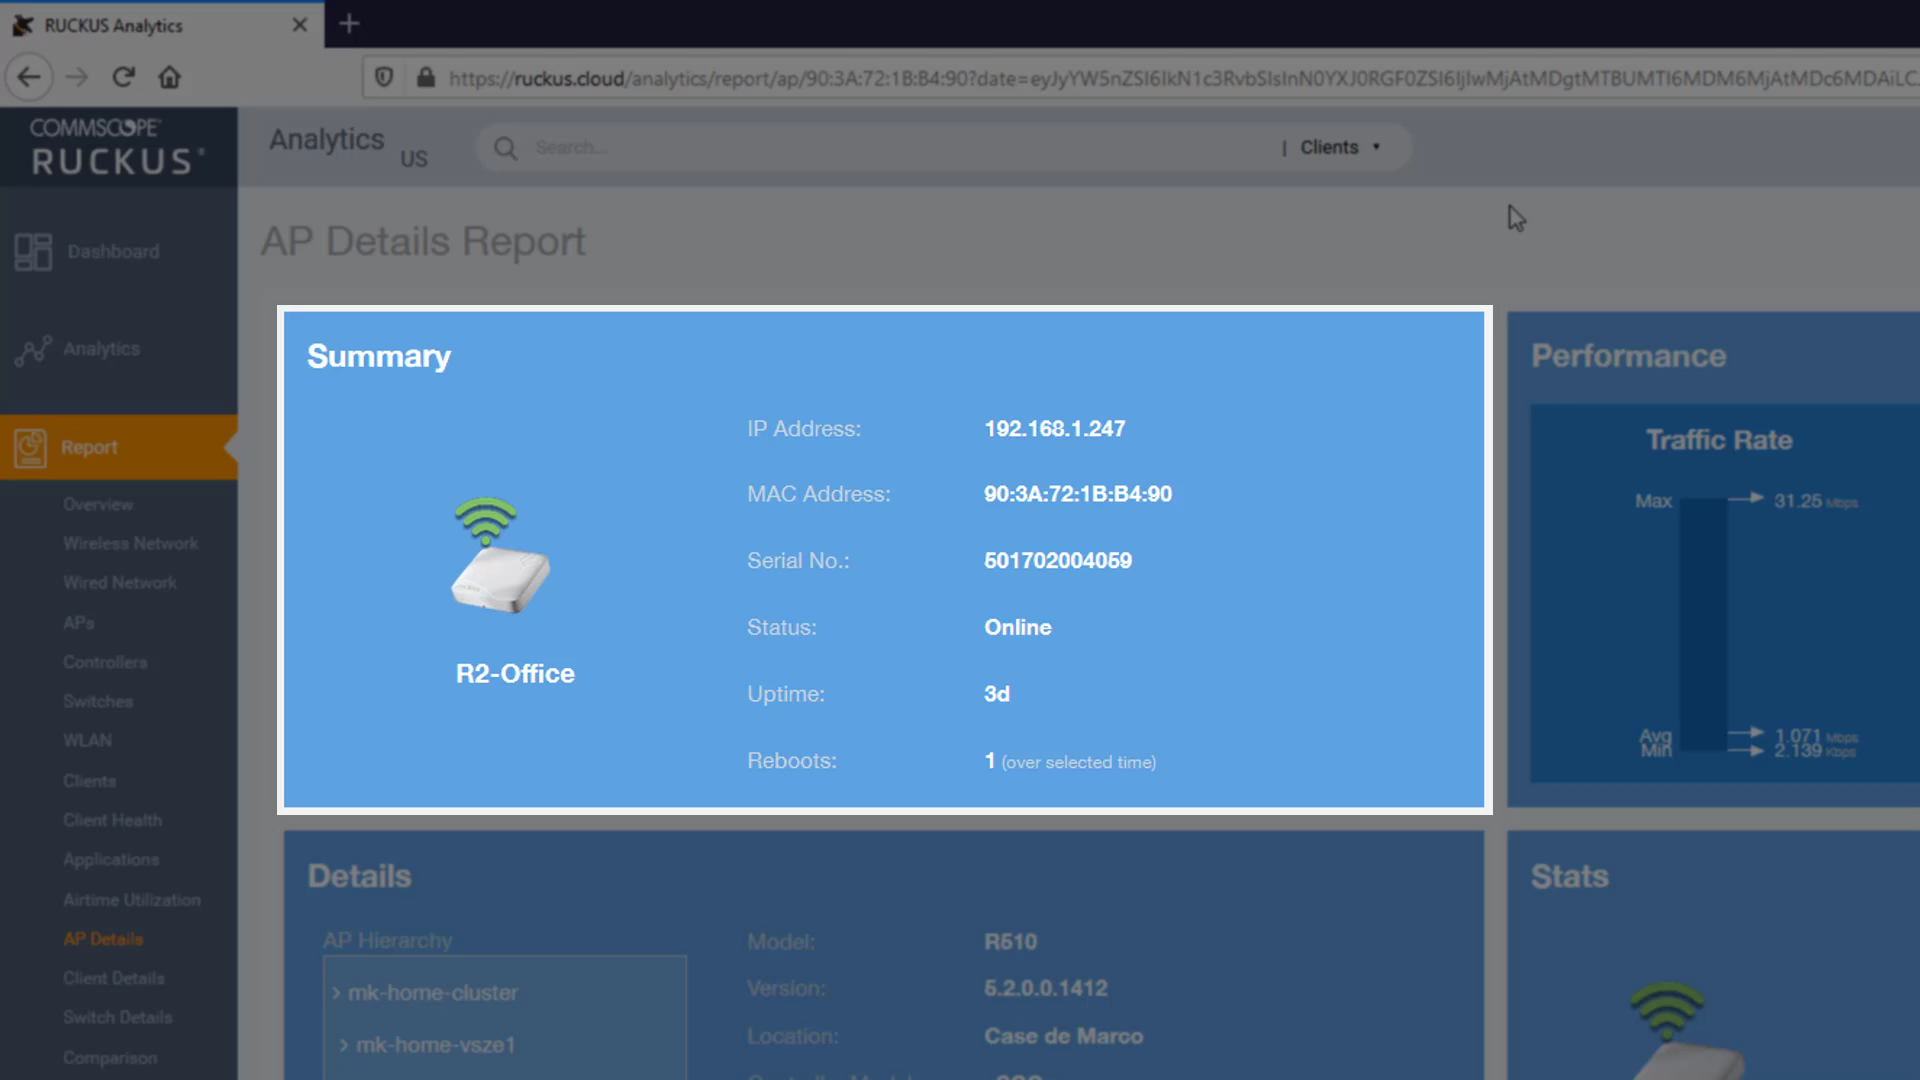 RUCKUS Analytics
https://ruckus.cloud/analytics/report/ap/90:3A:72:1B:B4:90?date=eyJyYW5nZSI6IkN1c3RvbSIsInN0YXJ0RGF0ZSI6IjIwMjAtMDgtMTBUMTI6MDM6MjAtMDc6MDAiLC
COMMSCOPE
RUCKUS
Analytics US
Search...
| Clients
Dashboard
Analytics
Report
Overview
Wireless Network
Wired Network
APs
Controllers
Switches
WLAN
Clients
Client Health
Applications
Airtime Utilization
AP Details
Client Details
Switch Details
Comparison
AP Details Report
Summary
R2-Office
IP Address: 192.168.1.247
MAC Address: 90:3A:72:1B:B4:90
Serial No.: 501702004059
Status: Online
Uptime: 3d
Reboots: 1 (over selected time)
Performance
Traffic Rate
Max 31.25 Mbps
Avg 1.071 Mbps
Min 2.139 Kbps
Details
AP Hierarchy
> mk-home-cluster
> mk-home-vsze1
Model: R510
Version: 5.2.0.0.1412
Location: Case de Marco
Stats